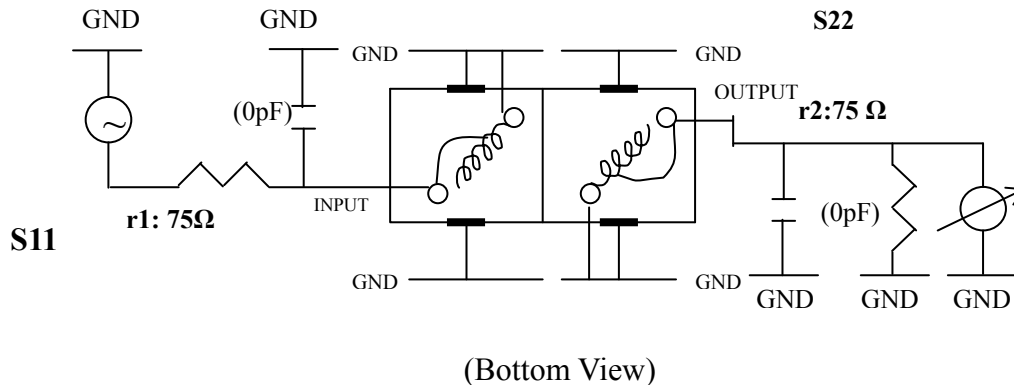 GND
GND
S22
GND
GND
OUTPUT
(0pF)
r2:75 Ω
INPUT
r1: 75Ω
(0pF)
S11
GND
GND
GND
GND
GND
(Bottom View)